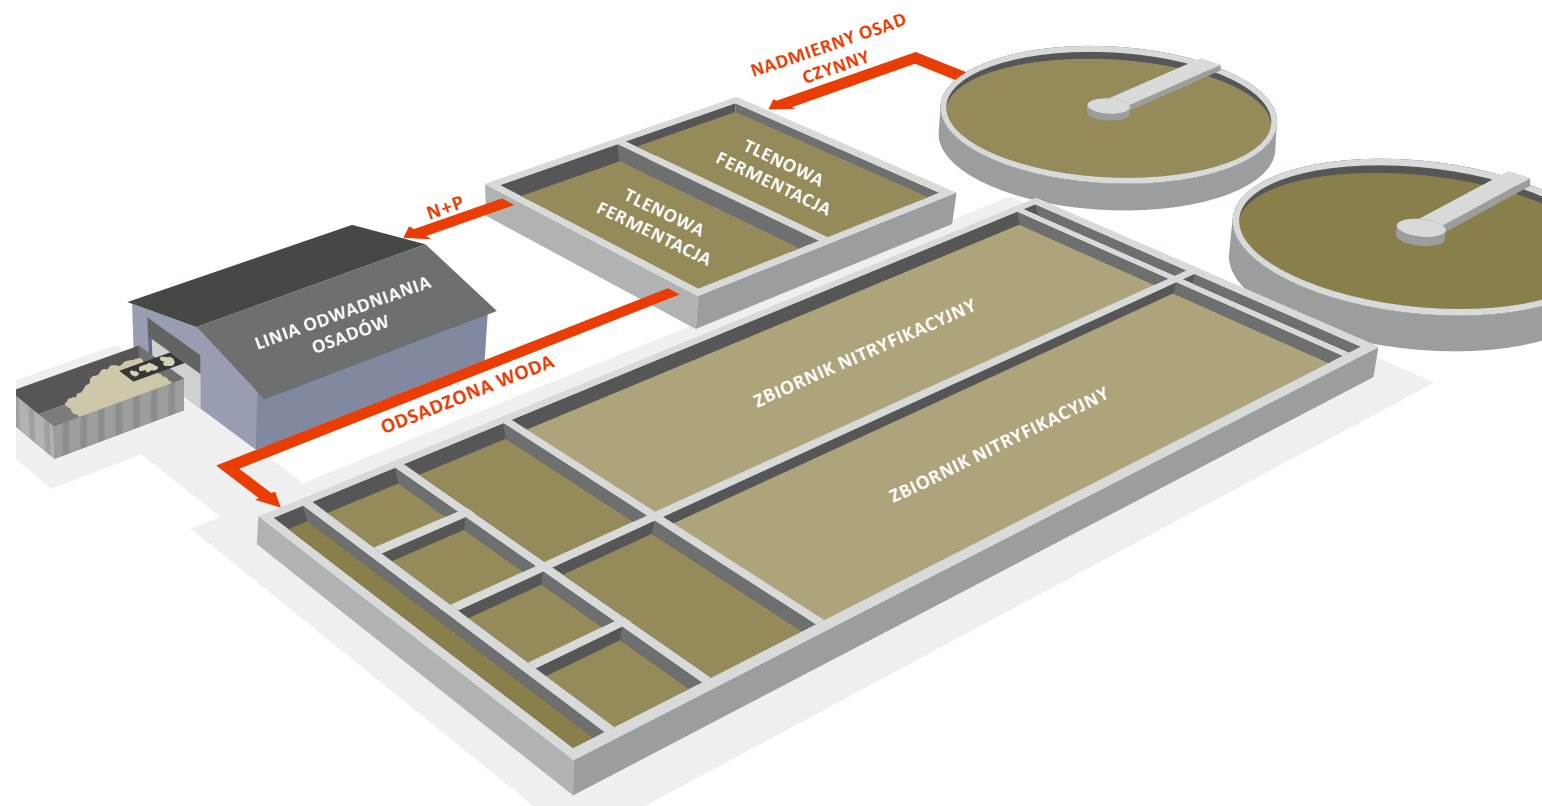 NADMIERNY OSAD
CZYNNY
TLENOWA
FERMENTACJA
TLENOWA
FERMENTACJA
N+P
LINIA ODWADNIANIA
OSADÓW
ODSADZONA WODA
ZBIORNIK NITRYFIKACYJNY
ZBIORNIK NITRYFIKACYJNY